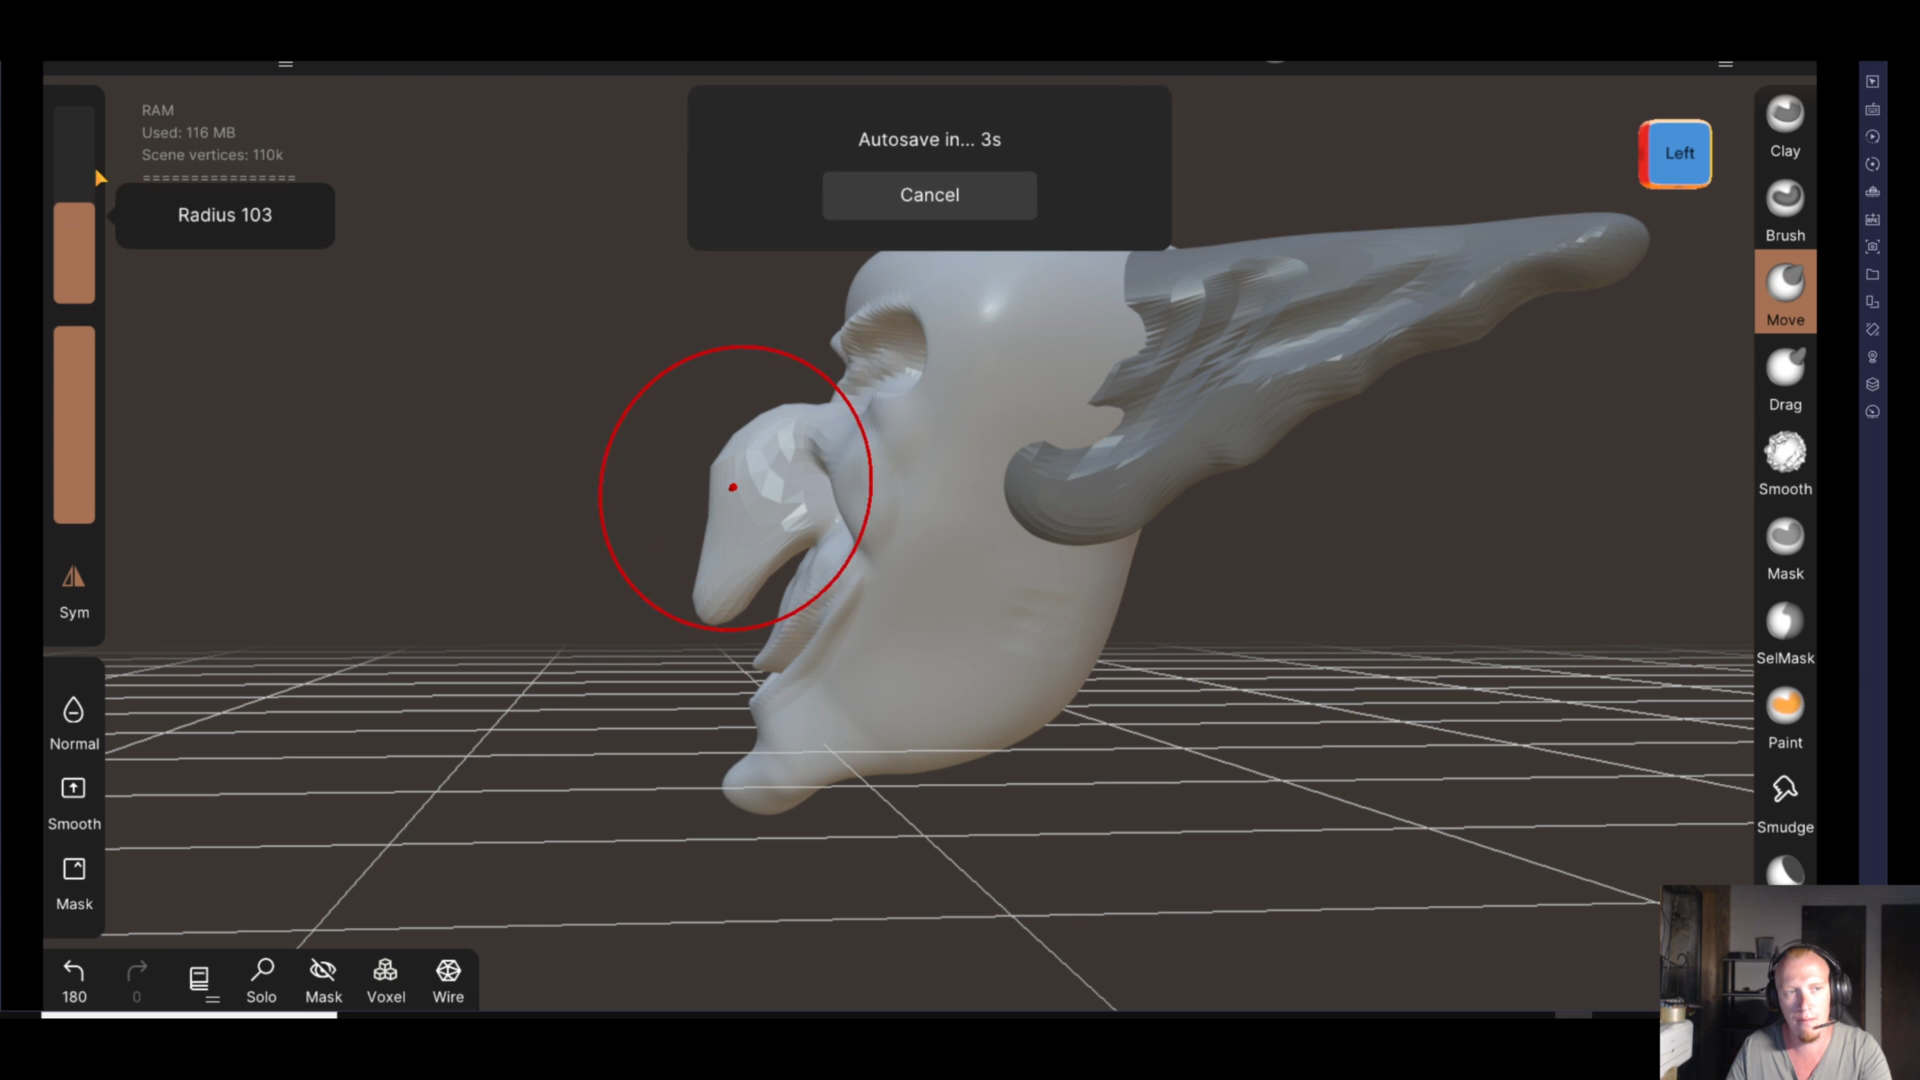 RAM
Used: 116 MB
Scene vertices: 110k
================
Radius 103
Autosave in... 3s
Cancel
Left
Clay
Brush
Move
Drag
Smooth
Mask
SelMask
Paint
Smudge
Sym
Normal
Smooth
Mask
180
0
Solo
Mask
Voxel
Wire